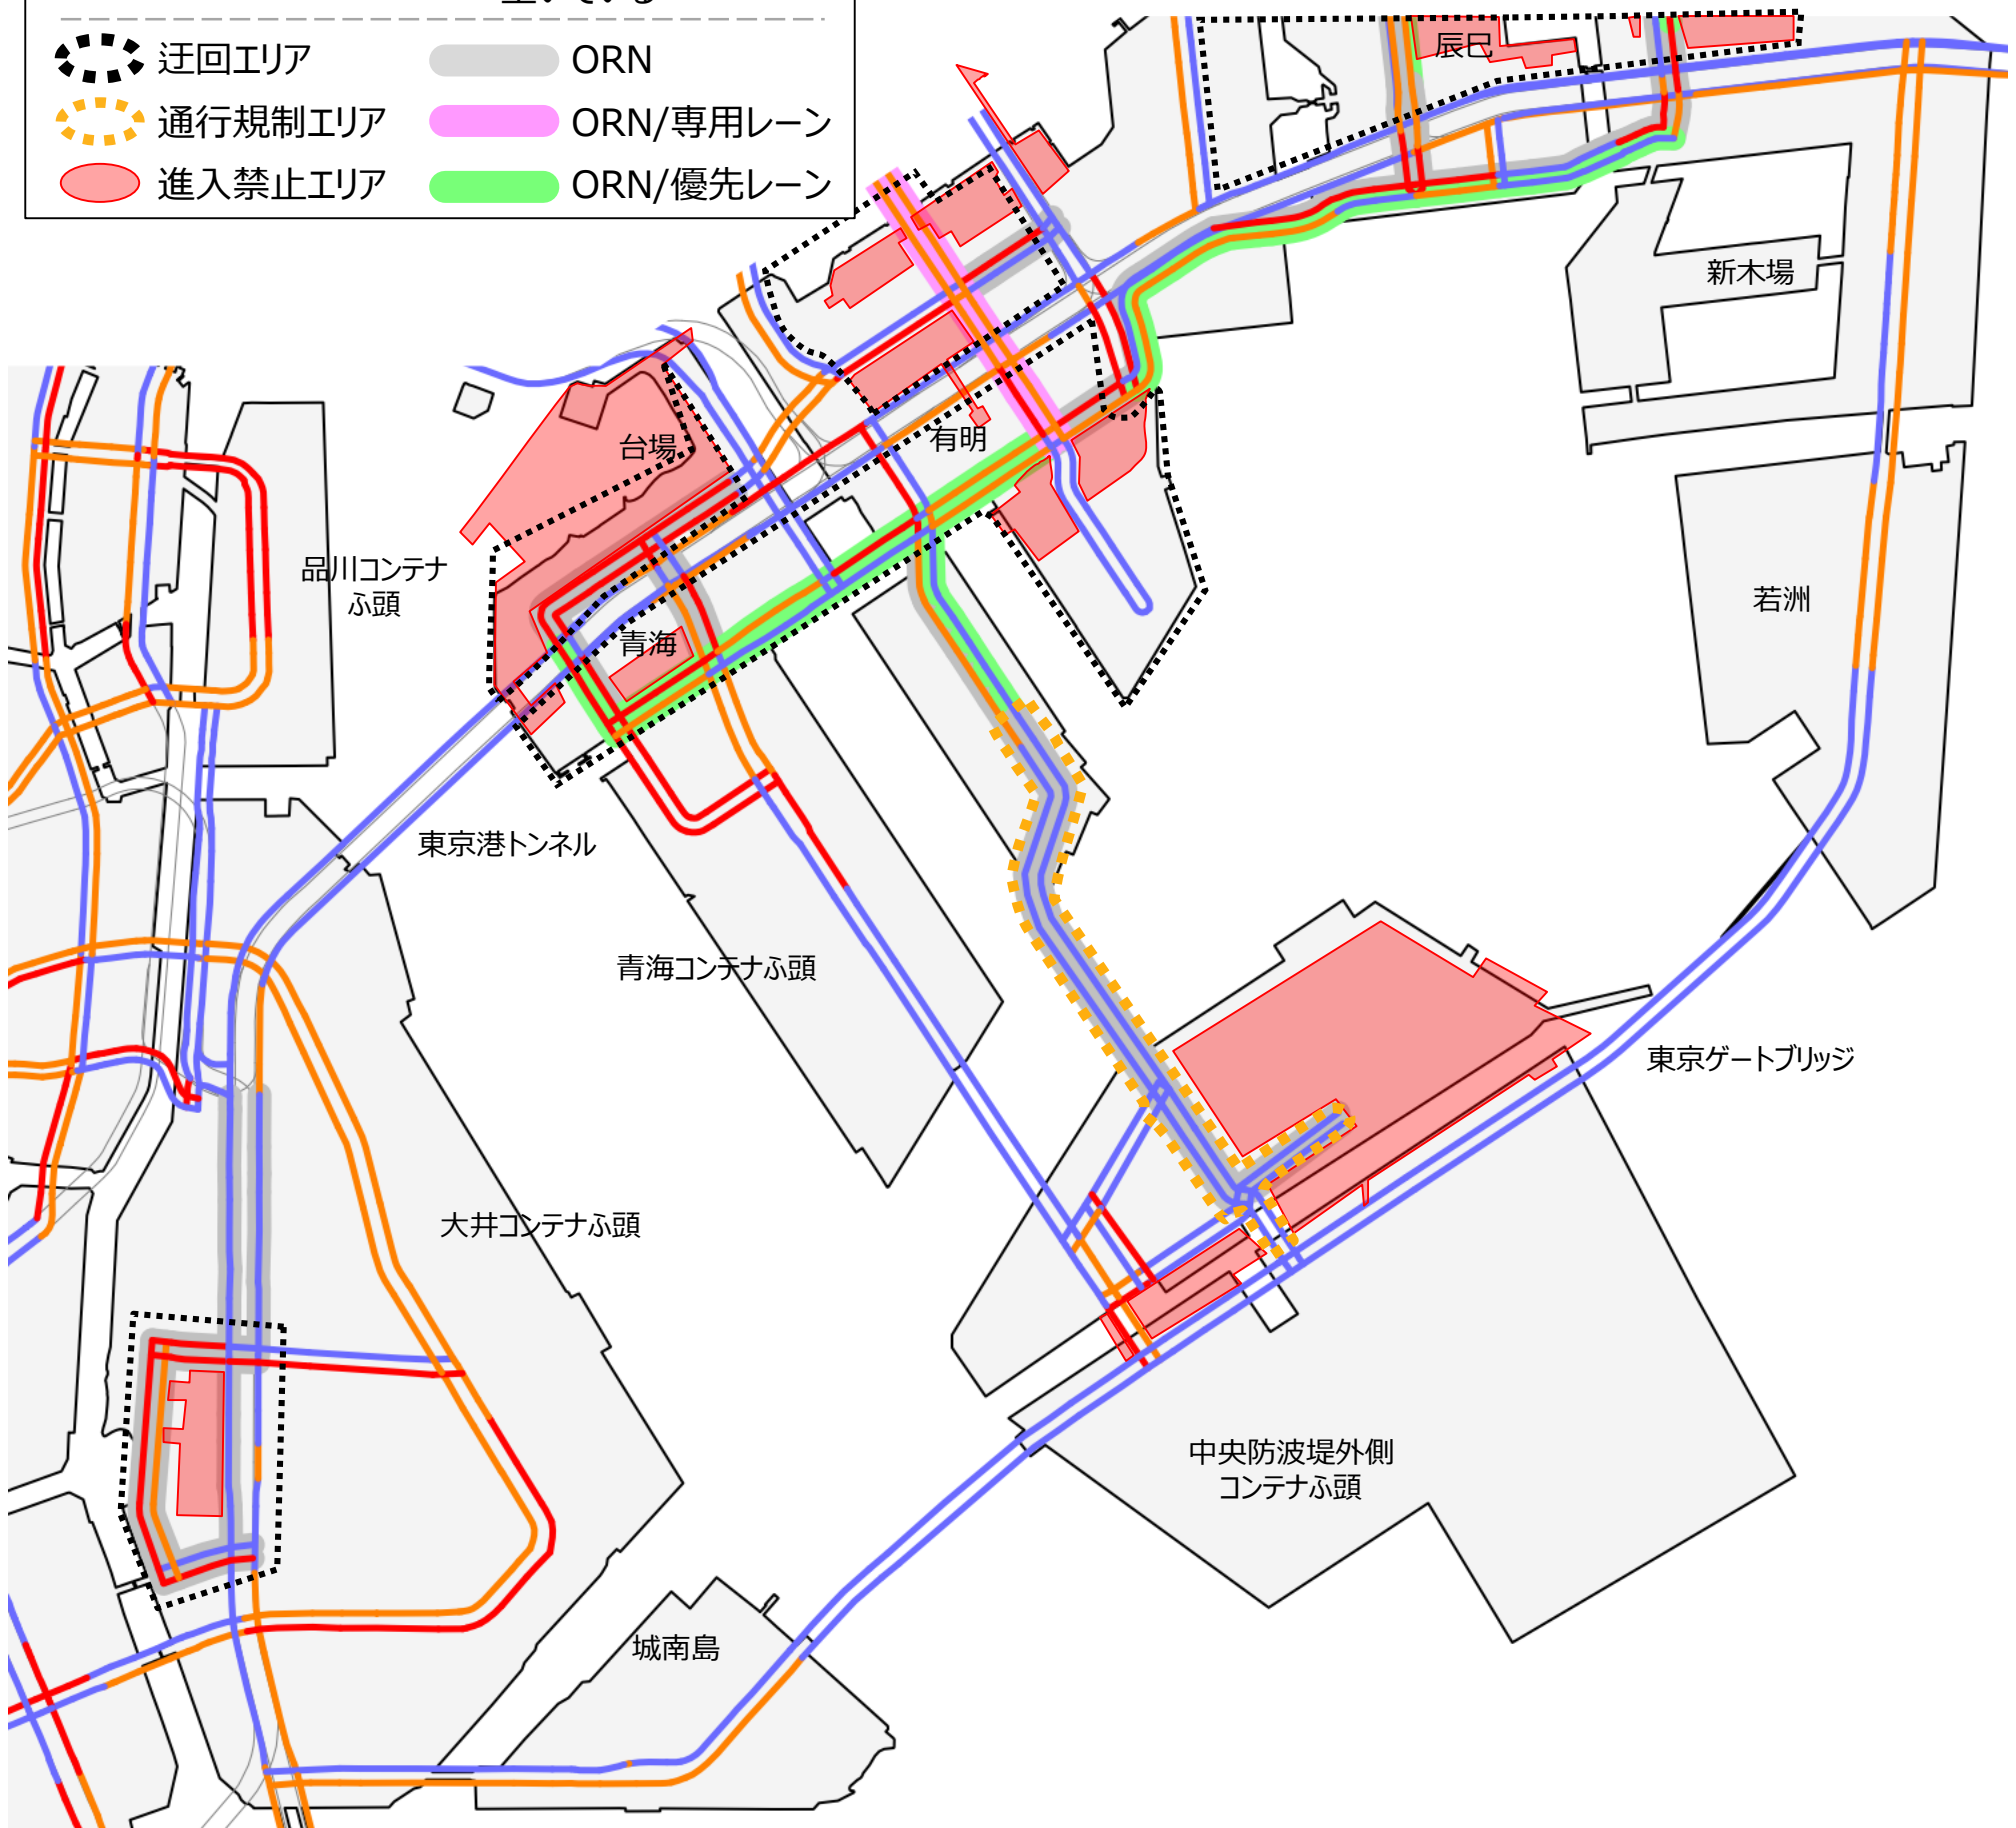 空いている
迂回エリア
ORN
通行規制エリア
ORN/専用レーン
進入禁止エリア
ORN/優先レーン
辰巳
新木場
台場
有明
品川コンテナ
ふ頭
若洲
青海
東京港トンネル
青海コンテナふ頭
東京ゲートブリッジ
大井コンテナふ頭
中央防波堤外側
コンテナふ頭
城南島